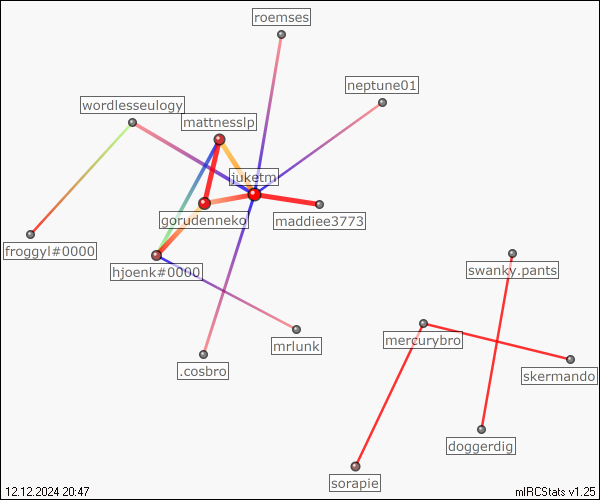 roemses
neptune01
wordlesseulogy
mattnesslp
juketm
gorudenneko
maddiee3773
froggyl#0000
hjoenk#0000
swanky.pants
mrlunk
mercurybro
.cosbro
skermando
doggerdig
sorapie
12.12.2024 20:47
mIRCStats v1.25